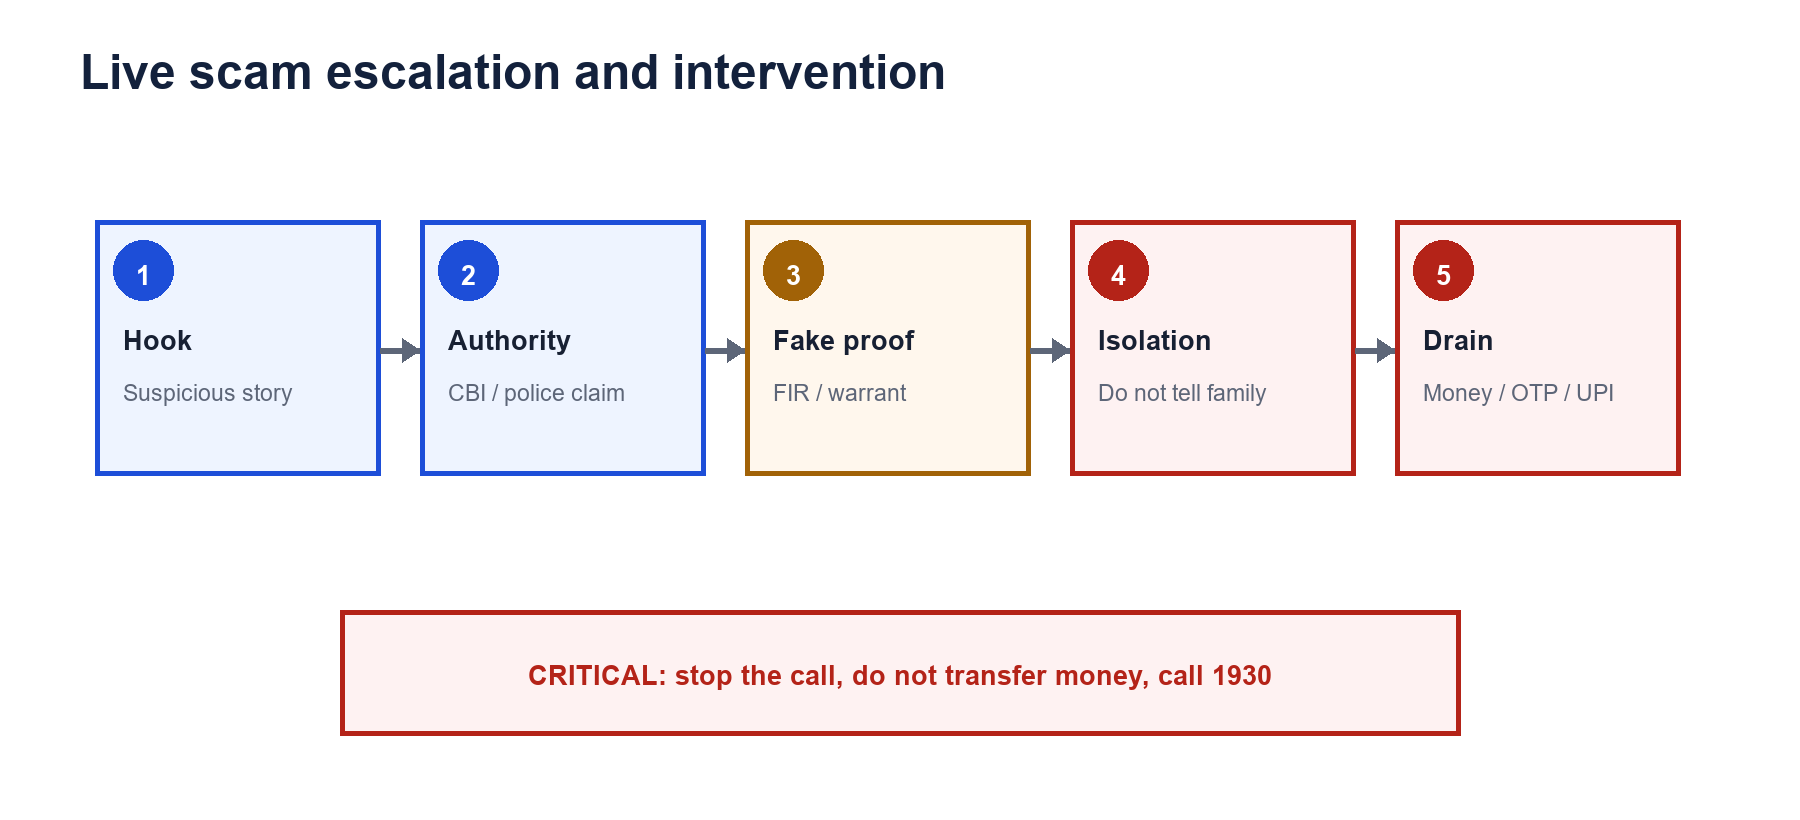 Live scam escalation and intervention
1
Hook
Suspicious story
2
Authority
CBI / police claim
3
Fake proof
FIR / warrant
4
Isolation
Do not tell family
5
Drain
Money / OTP / UPI
CRITICAL: stop the call, do not transfer money, call 1930